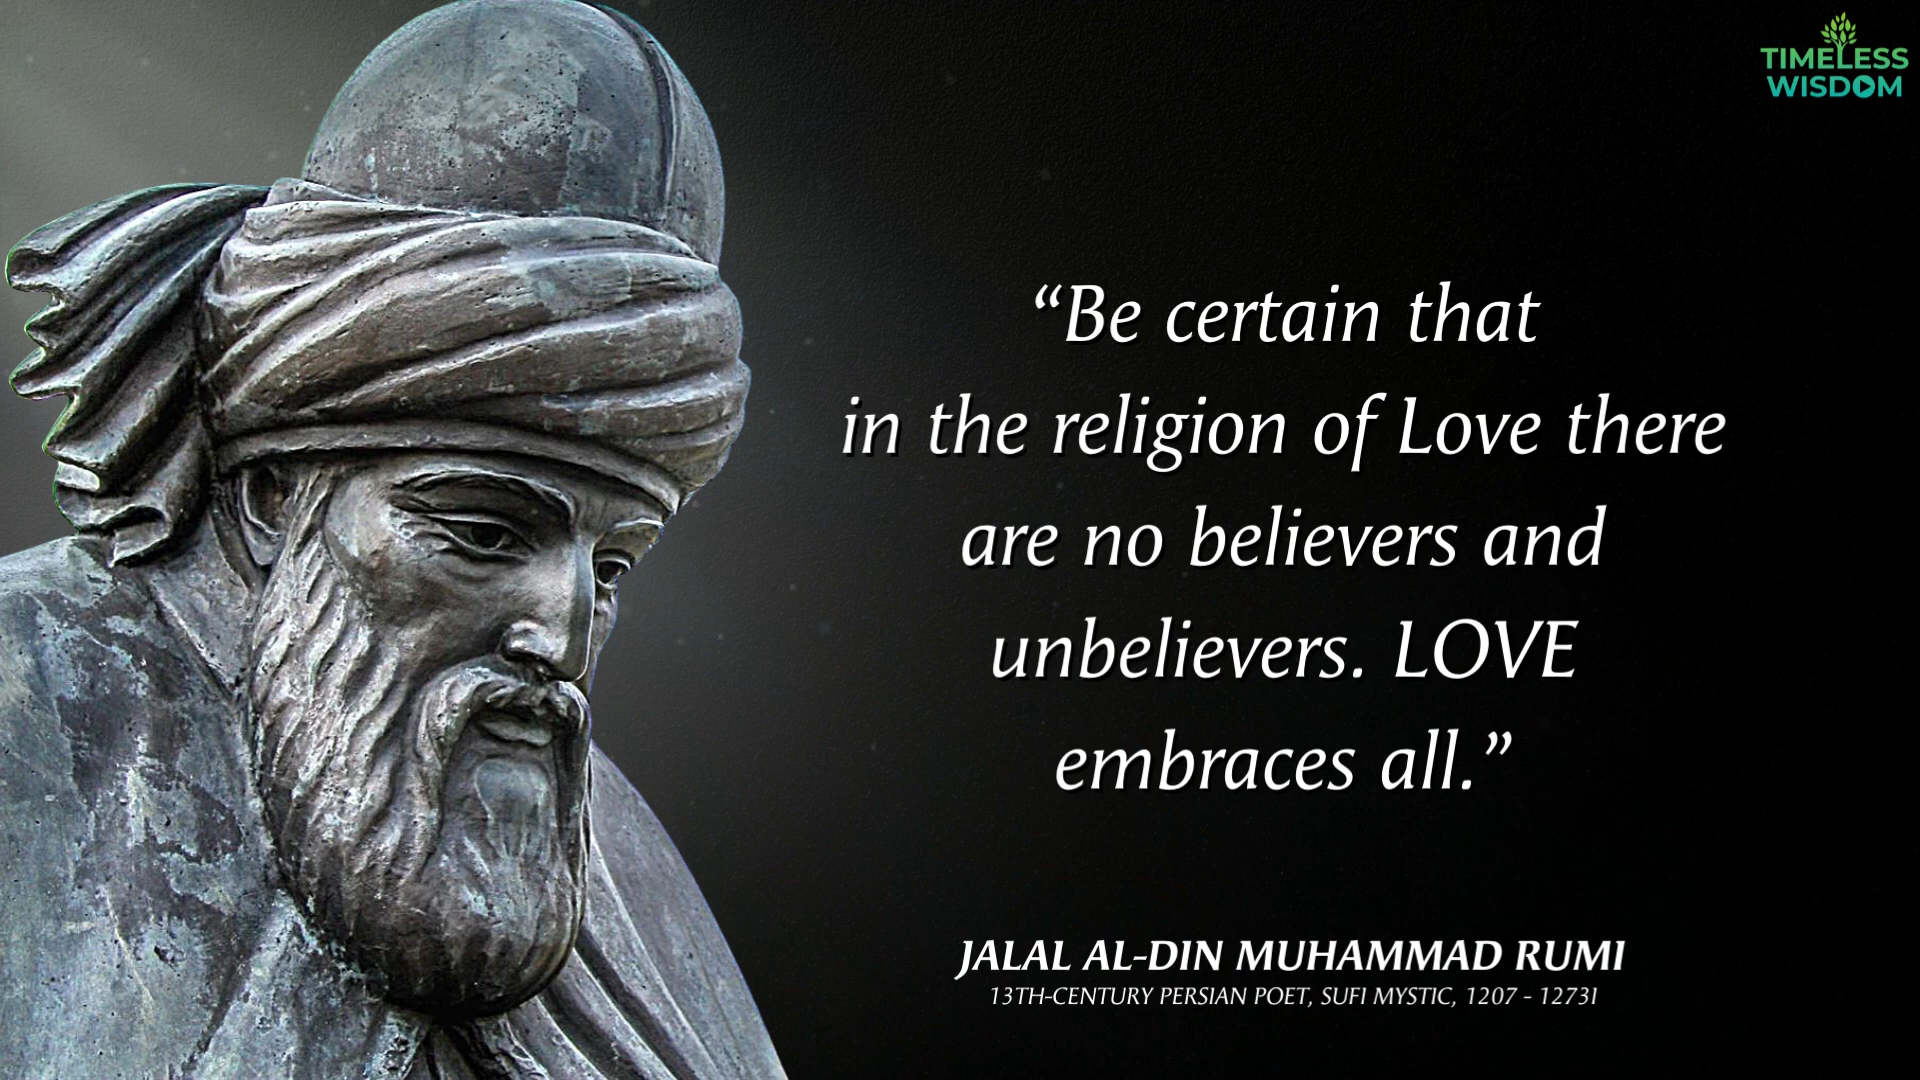 TIMELESS
WISDOM
“Be certain that
in the religion of Love there
are no believers and
unbelievers. LOVE
embraces all.”
JALAL AL-DIN MUHAMMAD RUMI
13TH-CENTURY PERSIAN POET, SUFI MYSTIC, 1207 - 1273I